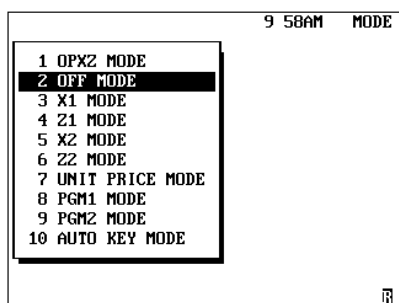 9 58AM MODE
1 OPXZ MODE
2 OFF MODE
3 X1 MODE
4 Z1 MODE
5 X2 MODE
6 Z2 MODE
7 UNIT PRICE MODE
8 PGM1 MODE
9 PGM2 MODE
10 AUTO KEY MODE
R